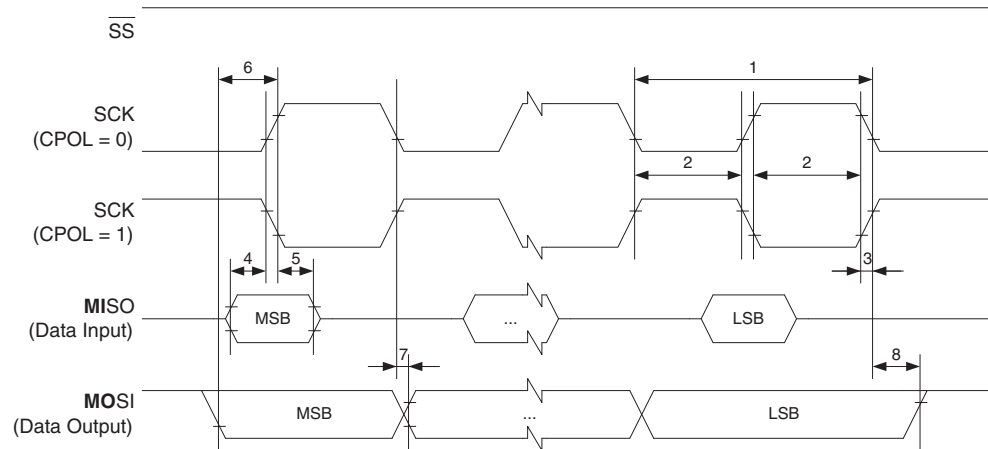 SS
6
1
SCK
(CPOL = 0)
2
2
SCK
(CPOL = 1)
4
5
3
MISO
(Data Input)
MSB
...
LSB
7
8
MOSI
(Data Output)
MSB
...
LSB